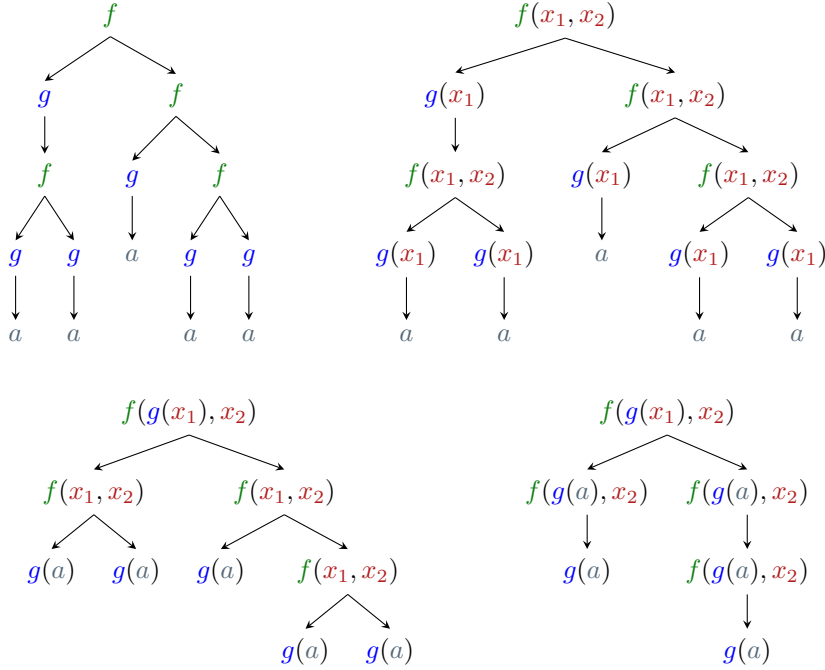 f f(x₁, x₂)
g f g(x₁) f(x₁, x₂)
f g f f(x₁, x₂) g(x₁) f(x₁, x₂)
g g a g g g(x₁) g(x₁) a g(x₁) g(x₁)
a a a a a a a a
f(g(x₁), x₂) f(g(x₁), x₂)
f(x₁, x₂) f(x₁, x₂) f(g(a), x₂) f(g(a), x₂)
g(a) g(a) g(a) f(x₁, x₂) g(a) f(g(a), x₂)
g(a) g(a) g(a)